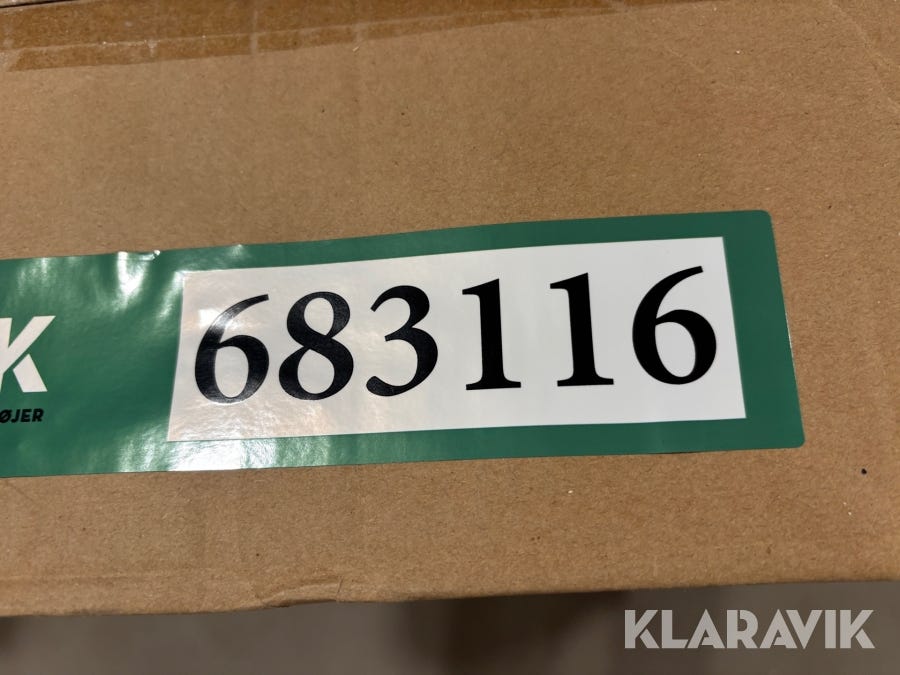 K
ØJER
683116
KLARAVIK